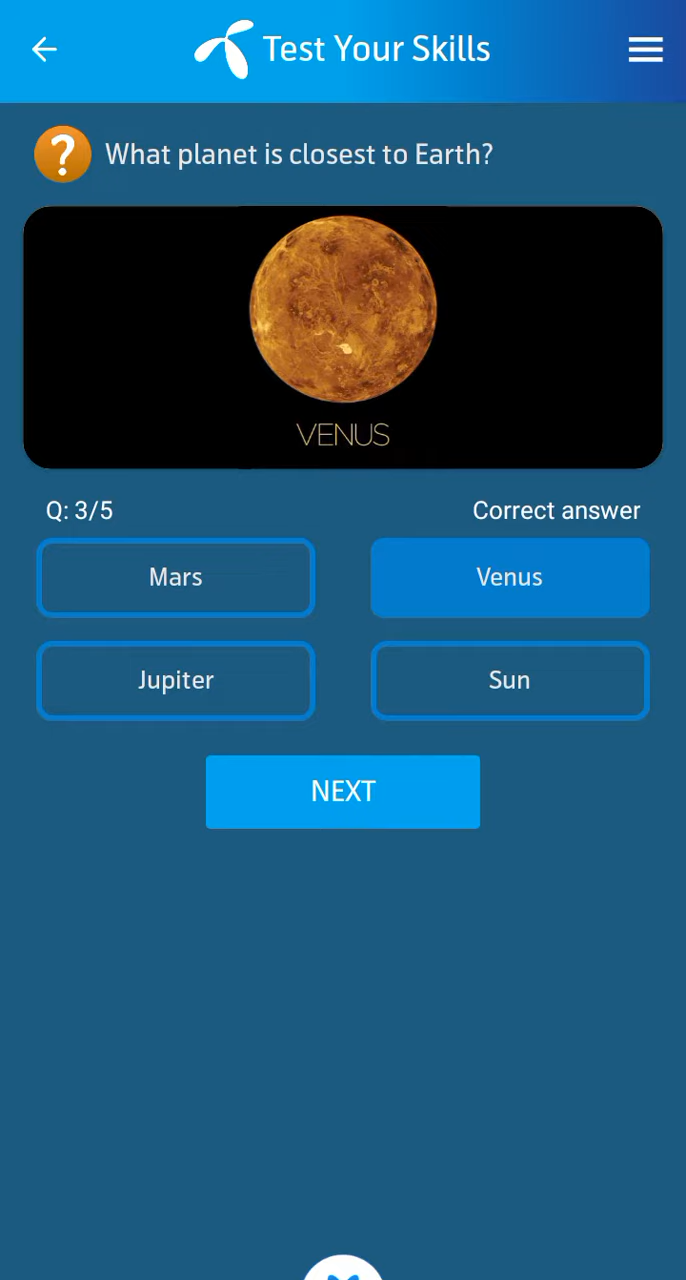 Test Your Skills
? What planet is closest to Earth?
VENUS
Q: 3/5 Correct answer
Mars Venus
Jupiter Sun
NEXT